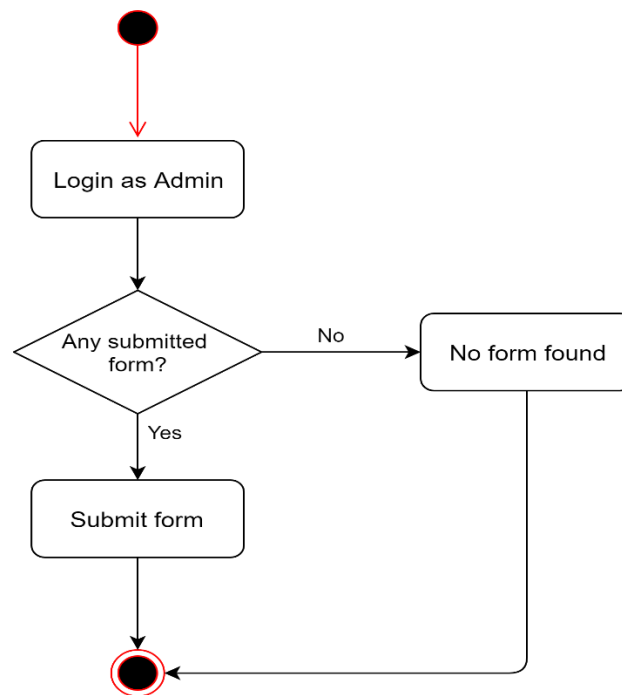 Login as Admin
Any submitted
form?
No
No form found
Yes
Submit form